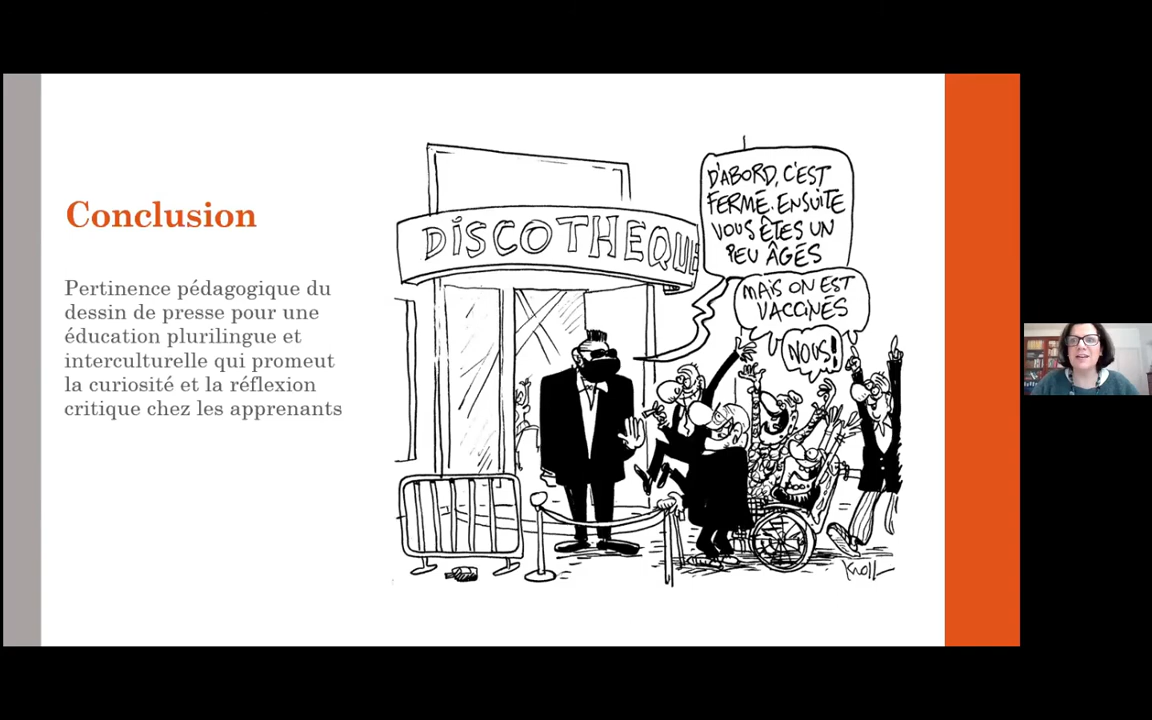 Conclusion
Pertinence pédagogique du
dessin de presse pour une
éducation plurilingue et
interculturelle qui promeut
la curiosité et la réflexion
critique chez les apprenants
DISCOTHEQUE
D'ABORD, C'EST
FERMÉ. ENSUITE
VOUS ÊTES UN
PEU ÂGÉS
MAIS ON EST
VACCINÉS
NOUS!
Kroll